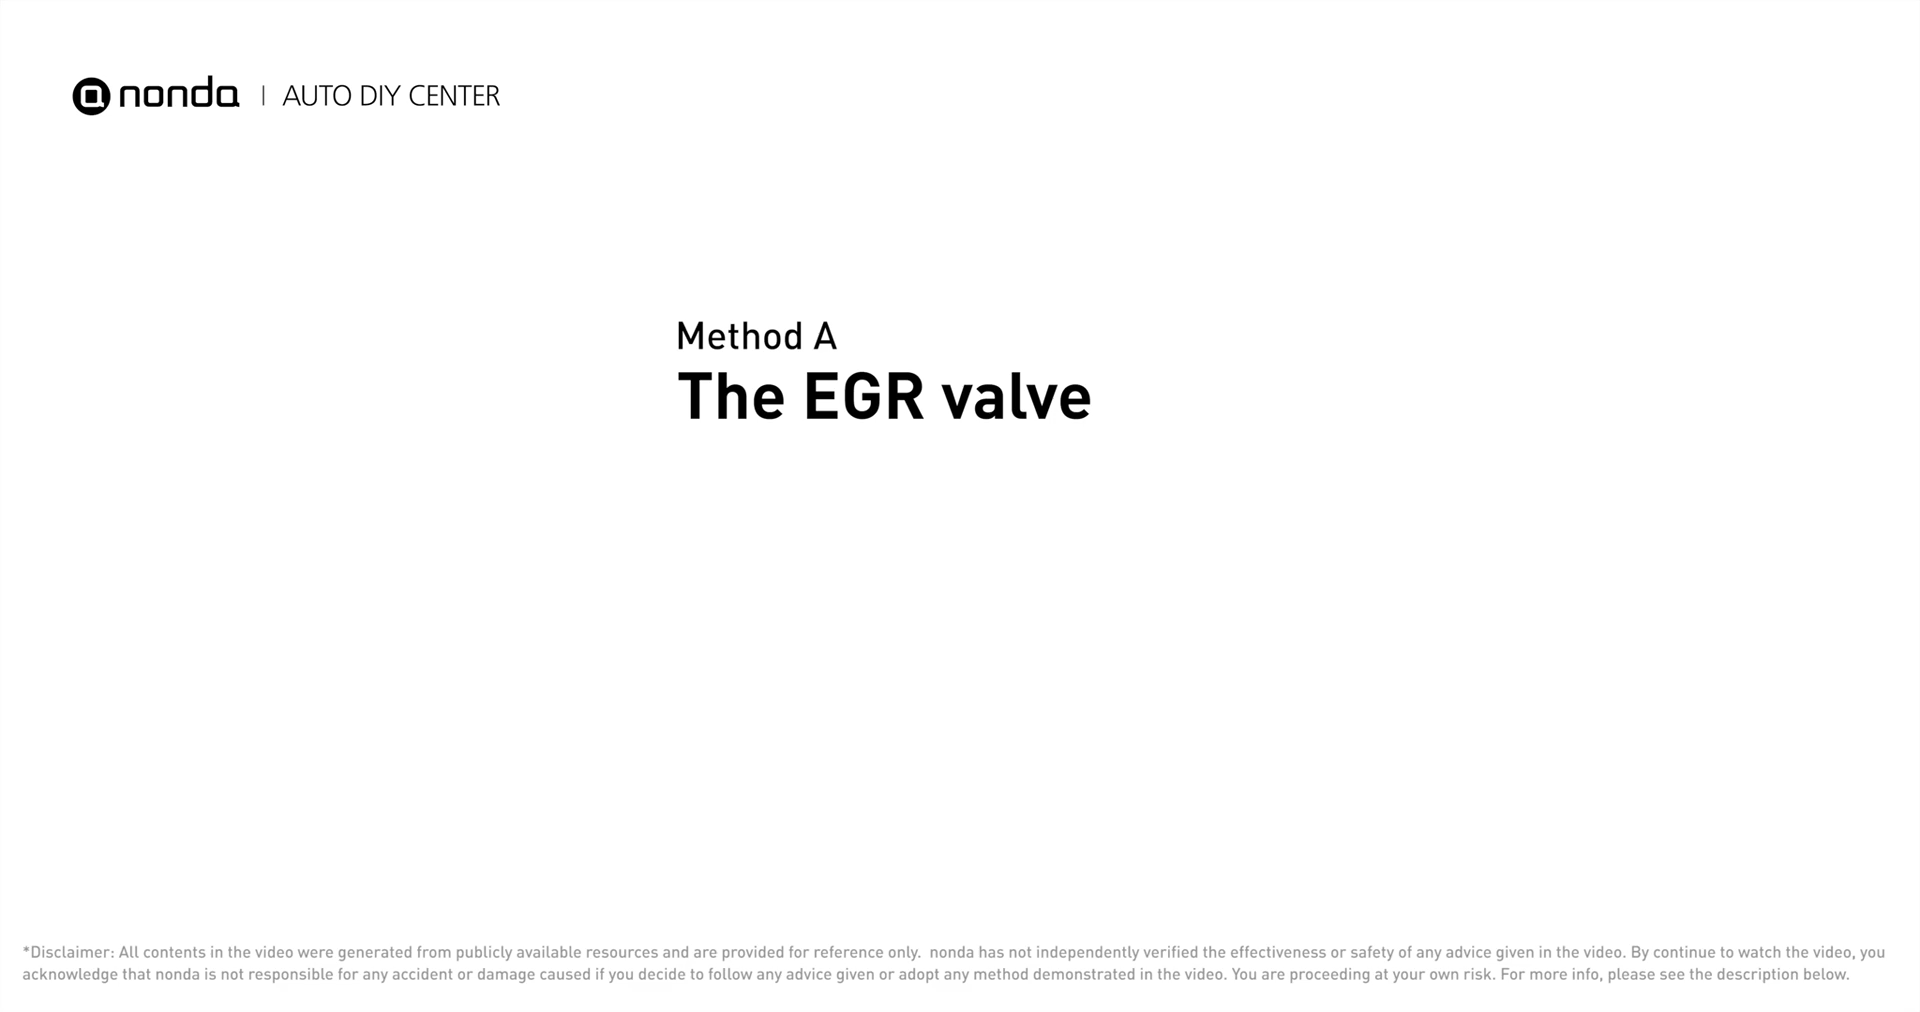 nonda | AUTO DIY CENTER
Method A
The EGR valve
*Disclaimer: All contents in the video were generated from publicly available resources and are provided for reference only.  nonda has not independently verified the effectiveness or safety of any advice given in the video. By continue to watch the video, you
acknowledge that nonda is not responsible for any accident or damage caused if you decide to follow any advice given or adopt any method demonstrated in the video. You are proceeding at your own risk. For more info, please see the description below.